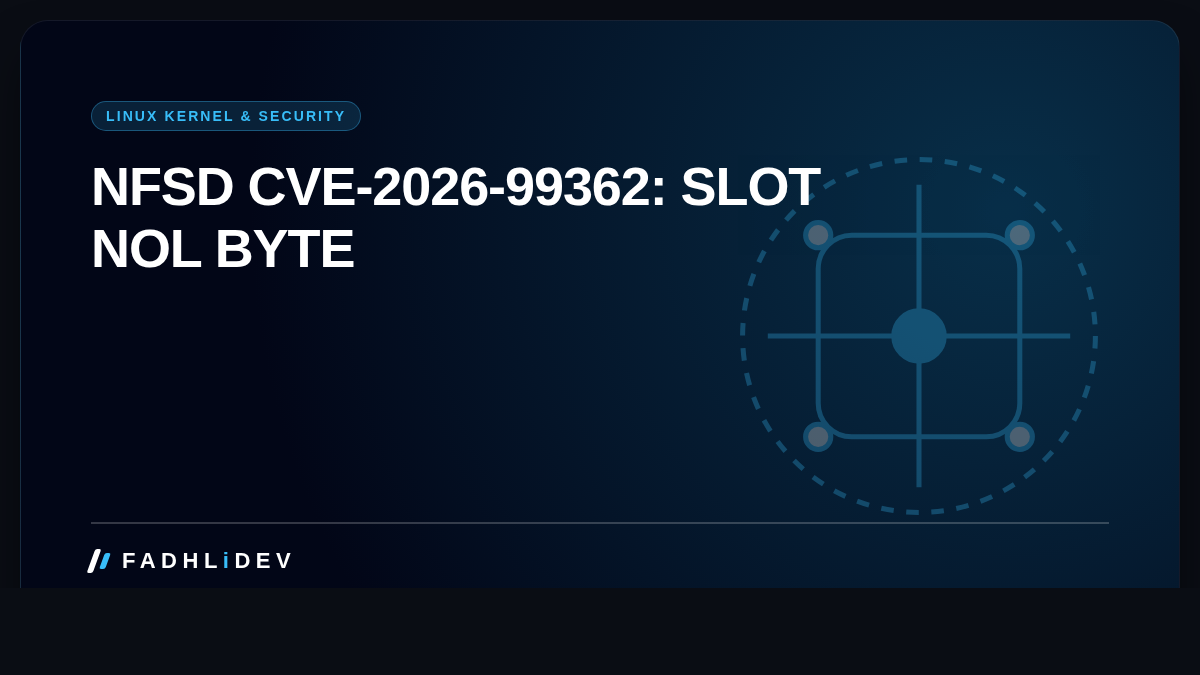 LINUX KERNEL & SECURITY
NFSD CVE-2026-99362: SLOT
NOL BYTE
FADHLiDEV